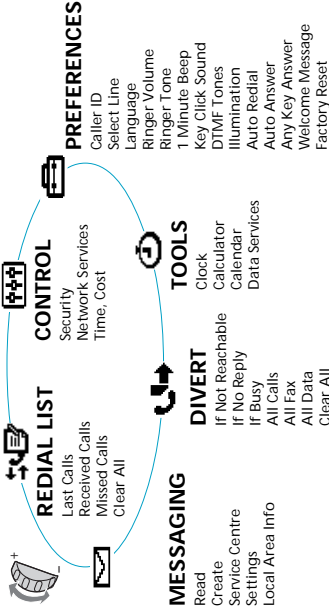 +
–
REDIAL LIST
Last Calls
Received Calls
Missed Calls
Clear All
CONTROL
Security
Network Services
Time, Cost
PREFERENCES
Caller ID
Select Line
Language
Ringer Volume
Ringer Tone
1 Minute Beep
Key Click Sound
DTMF Tones
Illumination
Auto Redial
Auto Answer
Any Key Answer
Welcome Message
Factory Reset
MESSAGING
Read
Create
Service Centre
Settings
Local Area Info
DIVERT
If Not Reachable
If No Reply
If Busy
All Calls
All Fax
All Data
Clear All
TOOLS
Clock
Calculator
Calendar
Data Services